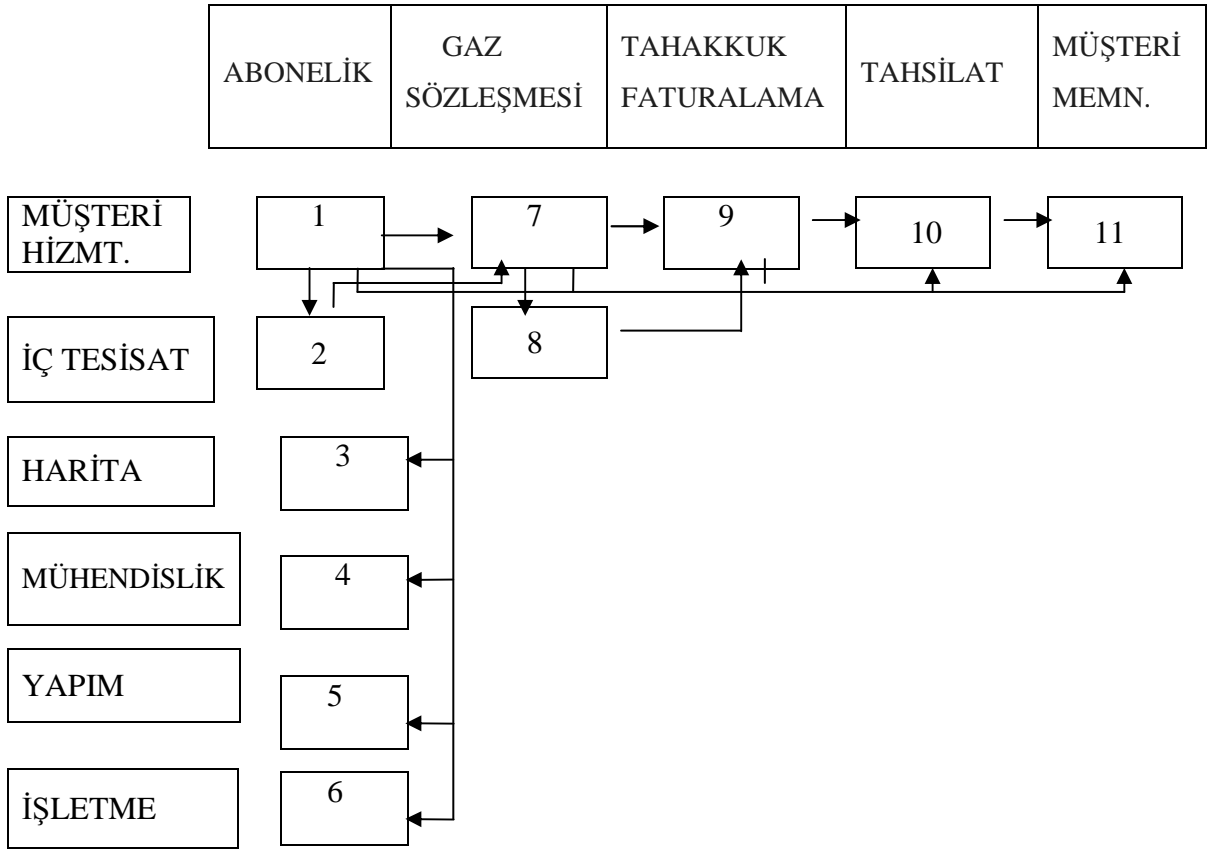 ABONELİK
GAZ
SÖZLEŞMESİ
TAHAKKUK
FATURALAMA
TAHSİLAT
MÜŞTERİ
MEMN.
MÜŞTERİ
HİZMT.
1
7
9
10
11
İÇ TESİSAT
2
8
HARİTA
3
MÜHENDİSLİK
4
YAPIM
5
İŞLETME
6